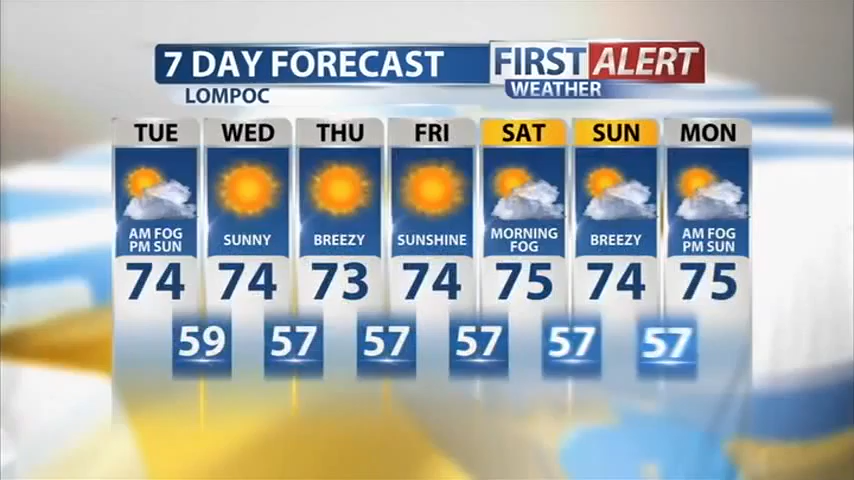 7 DAY FORECAST
FIRST ALERT
WEATHER
LOMPOC
TUE WED THU FRI SAT SUN MON
AM FOG
PM SUN
SUNNY
BREEZY
SUNSHINE
MORNING
FOG
BREEZY
AM FOG
PM SUN
74 74 73 74 75 74 75
59 57 57 57 57 57